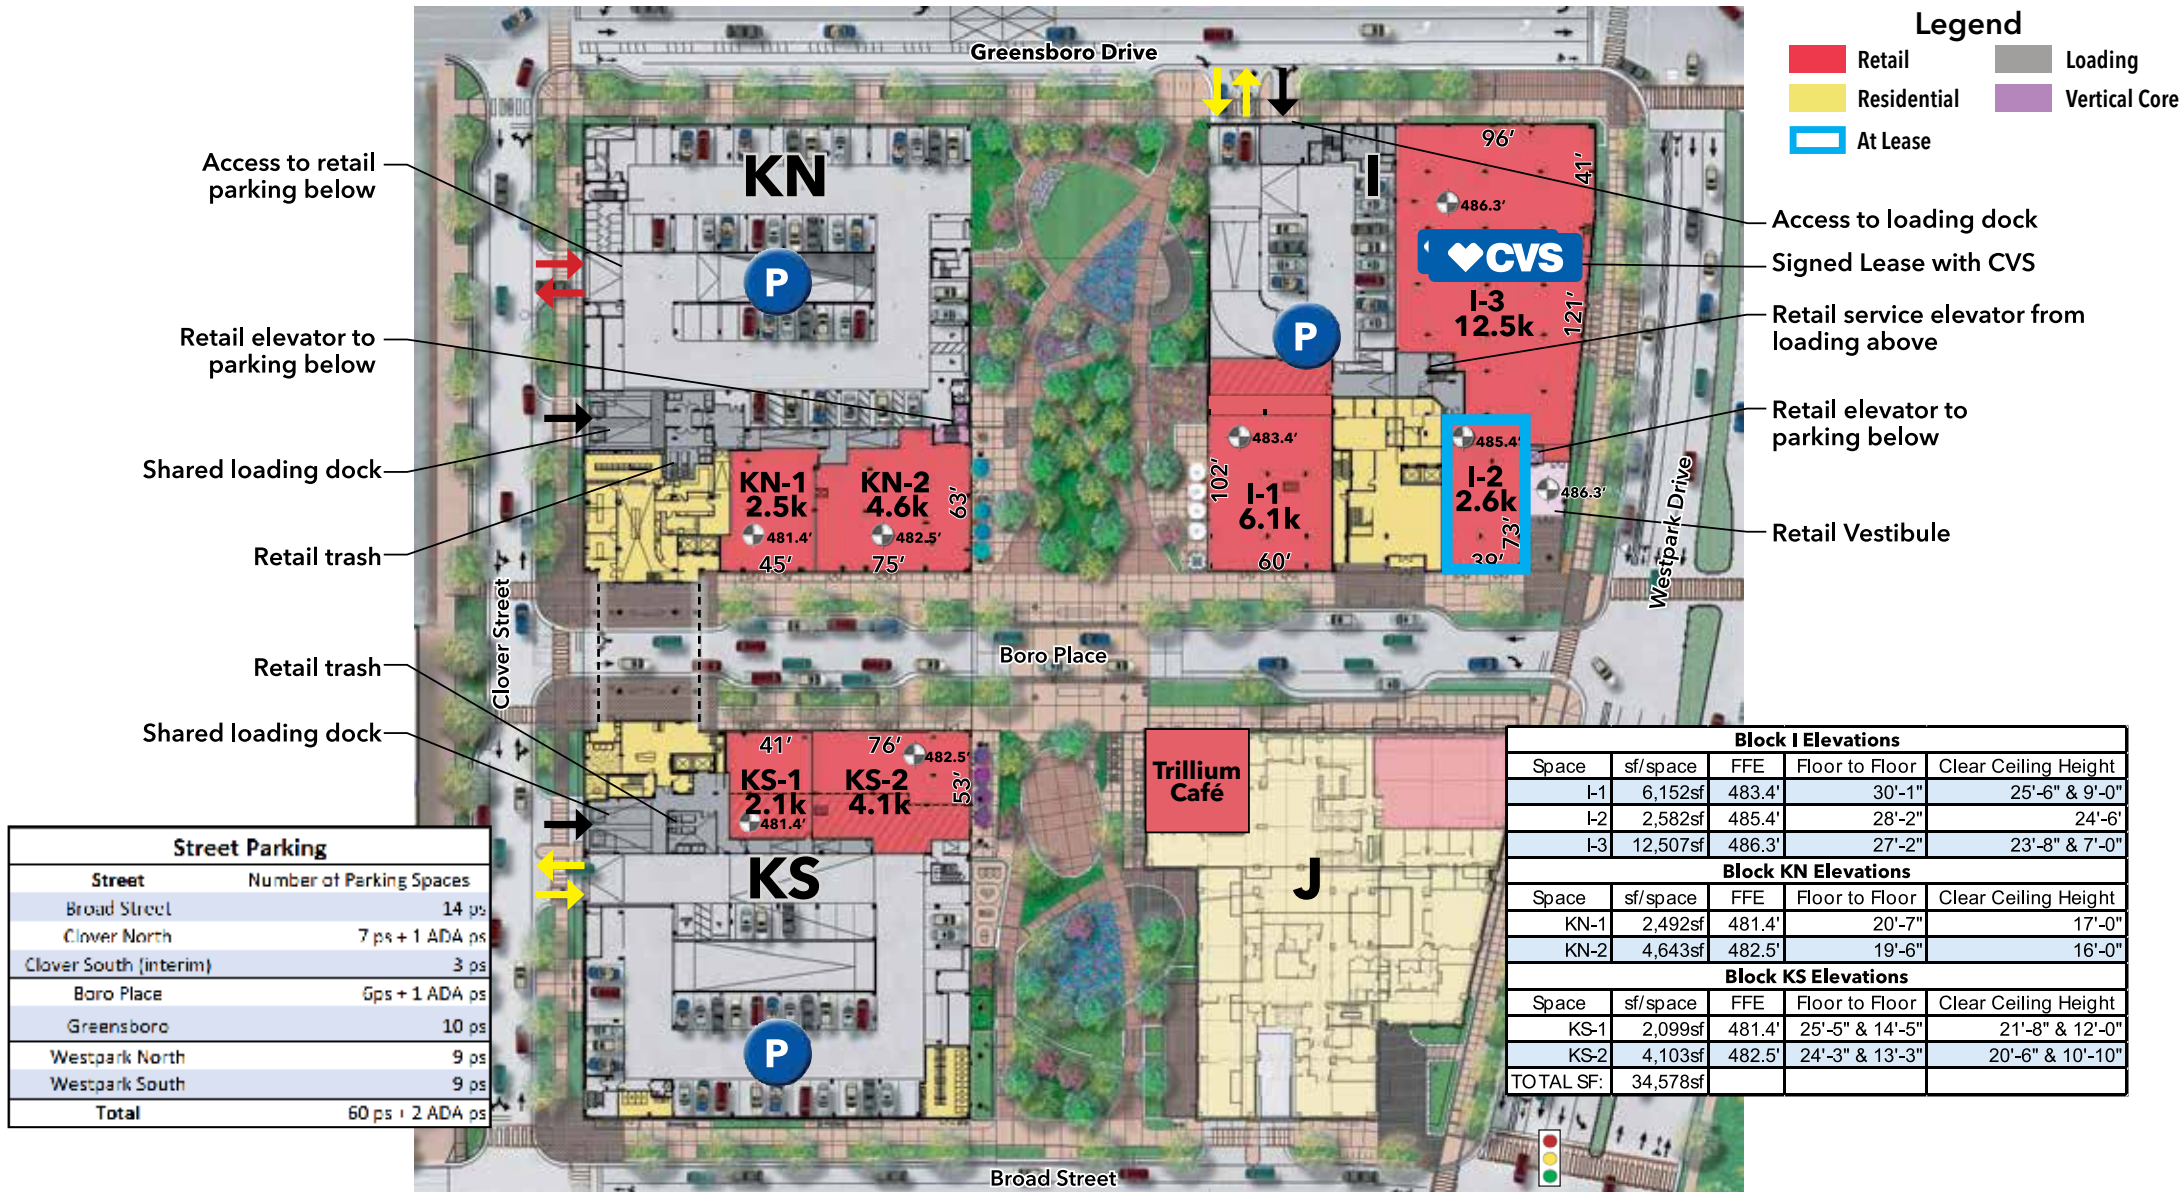 Greensboro Drive
Legend
Retail
Loading
Residential
Vertical Core
At Lease
Access to retail
parking below
Retail elevator to
parking below
Shared loading dock
Retail trash
Retail trash
Shared loading dock
KN
P
KN-1
2.5k
481.4'
45'
KN-2
4.6k
482.5'
75'
63'
I
96'
41'
486.3'
CVS
I-3
12.5k
121'
P
483.4'
102'
I-1
6.1k
60'
485.4'
I-2
2.6k
73'
39'
486.3'
Access to loading dock
Signed Lease with CVS
Retail service elevator from
loading above
Retail elevator to
parking below
Retail Vestibule
Westpark Drive
Clover Street
Boro Place
41'
KS-1
2.1k
481.4'
76'
482.5'
KS-2
4.1k
53'
KS
P
Trillium
Café
J
Broad Street
Street Parking
Street Number of Parking Spaces
Broad Street 14 ps
Clover North 7 ps + 1 ADA ps
Clover South (interim) 3 ps
Boro Place 6ps + 1 ADA ps
Greensboro 10 ps
Westpark North 9 ps
Westpark South 9 ps
Total 60 ps + 2 ADA ps
Block I Elevations
Space sf/space FFE Floor to Floor Clear Ceiling Height
I-1 6,152sf 483.4' 30'-1" 25'-6" & 9'-0"
I-2 2,582sf 485.4' 28'-2" 24'-6'
I-3 12,507sf 486.3' 27'-2" 23'-8" & 7'-0"
Block KN Elevations
Space sf/space FFE Floor to Floor Clear Ceiling Height
KN-1 2,492sf 481.4' 20'-7" 17'-0"
KN-2 4,643sf 482.5' 19'-6" 16'-0"
Block KS Elevations
Space sf/space FFE Floor to Floor Clear Ceiling Height
KS-1 2,099sf 481.4' 25'-5" & 14'-5" 21'-8" & 12'-0"
KS-2 4,103sf 482.5' 24'-3" & 13'-3" 20'-6" & 10'-10"
TOTAL SF: 34,578sf